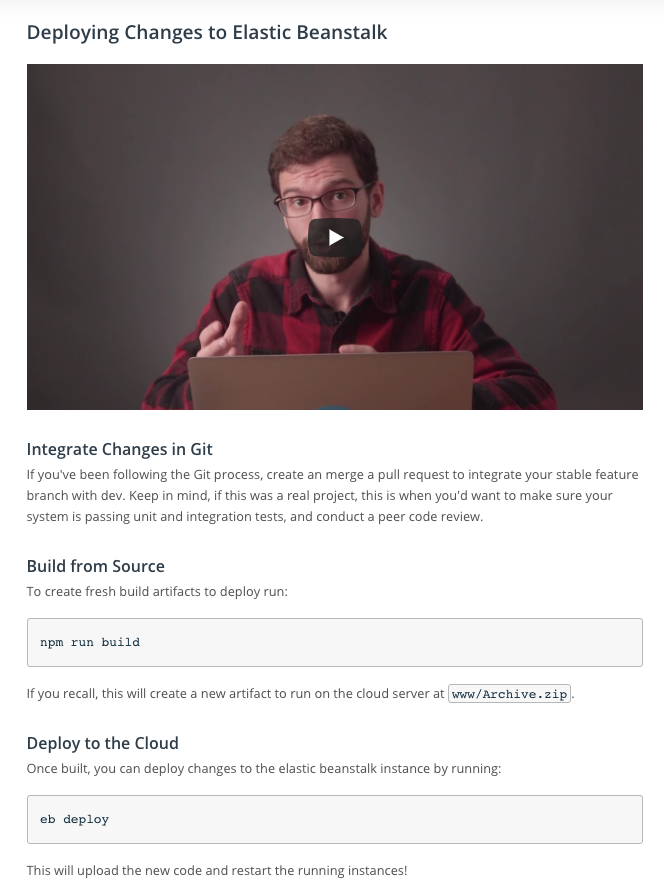 Deploying Changes to Elastic Beanstalk
Integrate Changes in Git
If you've been following the Git process, create an merge a pull request to integrate your stable feature
branch with dev. Keep in mind, if this was a real project, this is when you'd want to make sure your
system is passing unit and integration tests, and conduct a peer code review.
Build from Source
To create fresh build artifacts to deploy run:
npm run build
If you recall, this will create a new artifact to run on the cloud server at www/Archive.zip.
Deploy to the Cloud
Once built, you can deploy changes to the elastic beanstalk instance by running:
eb deploy
This will upload the new code and restart the running instances!